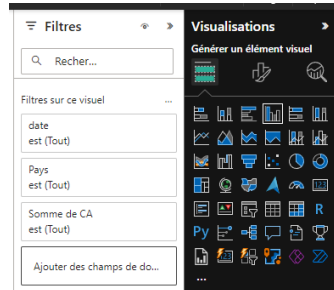 Filtres
Recher...
Filtres sur ce visuel
...
date
est (Tout)
Pays
est (Tout)
Somme de CA
est (Tout)
Ajouter des champs de do...
Visualisations
Générer un élément visuel
123
R
Py
...